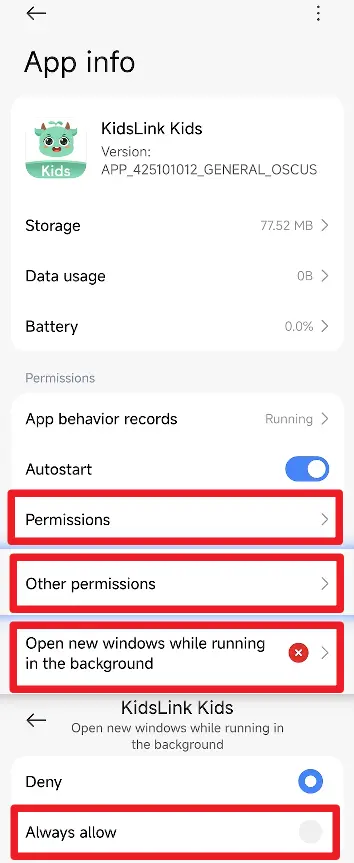 App info
KidsLink Kids
Version:
APP_425101012_GENERAL_OSCUS
Kids
Storage
77.52 MB
Data usage
0B
Battery
0.0%
Permissions
App behavior records
Running
Autostart
Permissions
Other permissions
Open new windows while running
in the background
KidsLink Kids
Open new windows while running in
the background
Deny
Always allow